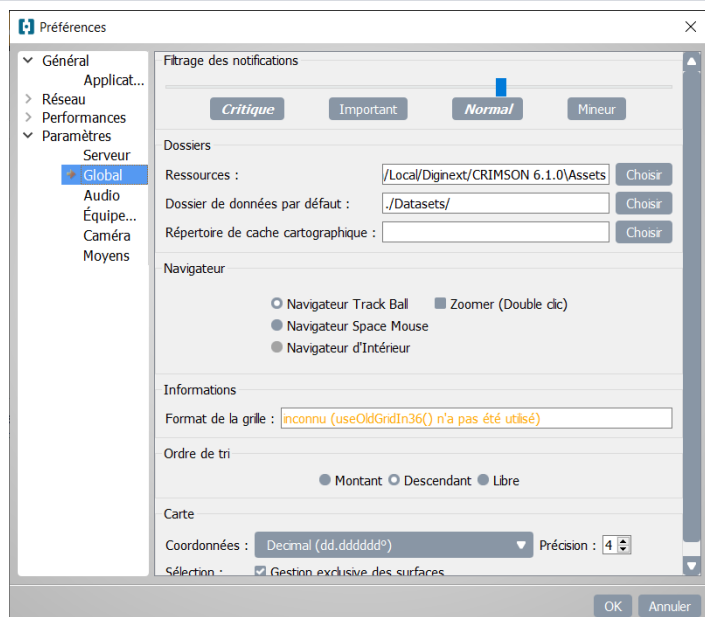 Préférences
Général
Applicat...
Réseau
Performances
Paramètres
Serveur
Global
Audio
Équipe...
Caméra
Moyens
Filtrage des notifications
Critique Important Normal Mineur
Dossiers
Ressources : /Local/Diginext/CRIMSON 6.1.0\Assets Choisir
Dossier de données par défaut : ./Datasets/ Choisir
Répertoire de cache cartographique : Choisir
Navigateur
Navigateur Track Ball Zoomer (Double clic)
Navigateur Space Mouse
Navigateur d'Intérieur
Informations
Format de la grille : inconnu (useOldGridIn36() n'a pas été utilisé)
Ordre de tri
Montant Descendant Libre
Carte
Coordonnées : Decimal (dd.ddddddº) Précision : 4
Sélection : Gestion exclusive des surfaces
OK Annuler